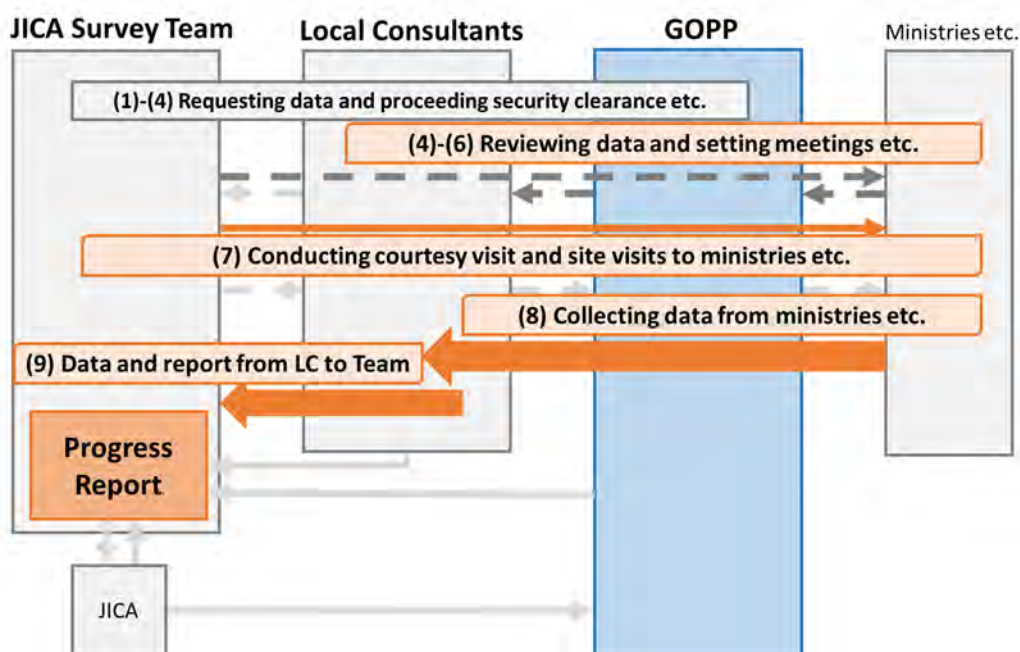 JICA Survey Team
Local Consultants
GOPP
Ministries etc.
(1)-(4) Requesting data and proceeding security clearance etc.
(4)-(6) Reviewing data and setting meetings etc.
(7) Conducting courtesy visit and site visits to ministries etc.
(8) Collecting data from ministries etc.
(9) Data and report from LC to Team
Progress
Report
JICA